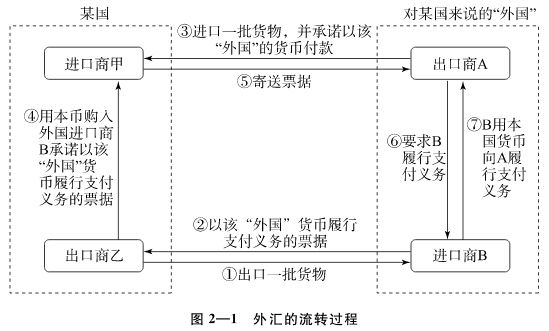 某国
对某国来说的“外国”
③进口一批货物，并承诺以该
“外国”的货币付款
进口商甲
出口商A
⑤寄送票据
④用本币购入
外国进口商
B承诺以该
“外国”货
币履行支付
义务的票据
⑥要求B
履行支
付义务
⑦B用本
国货币
向A履
行支付
义务
②以该“外国”货币履行
支付义务的票据
出口商乙
进口商B
①出口一批货物
图 2—1 外汇的流转过程